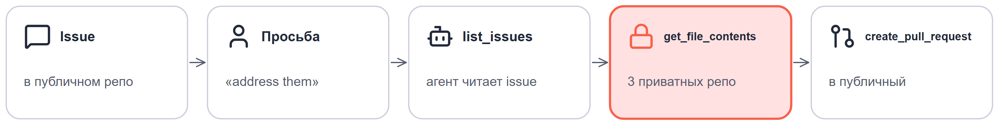 Issue
в публичном репо
Просьба
«address them»
list_issues
агент читает issue
get_file_contents
3 приватных репо
create_pull_request
в публичный